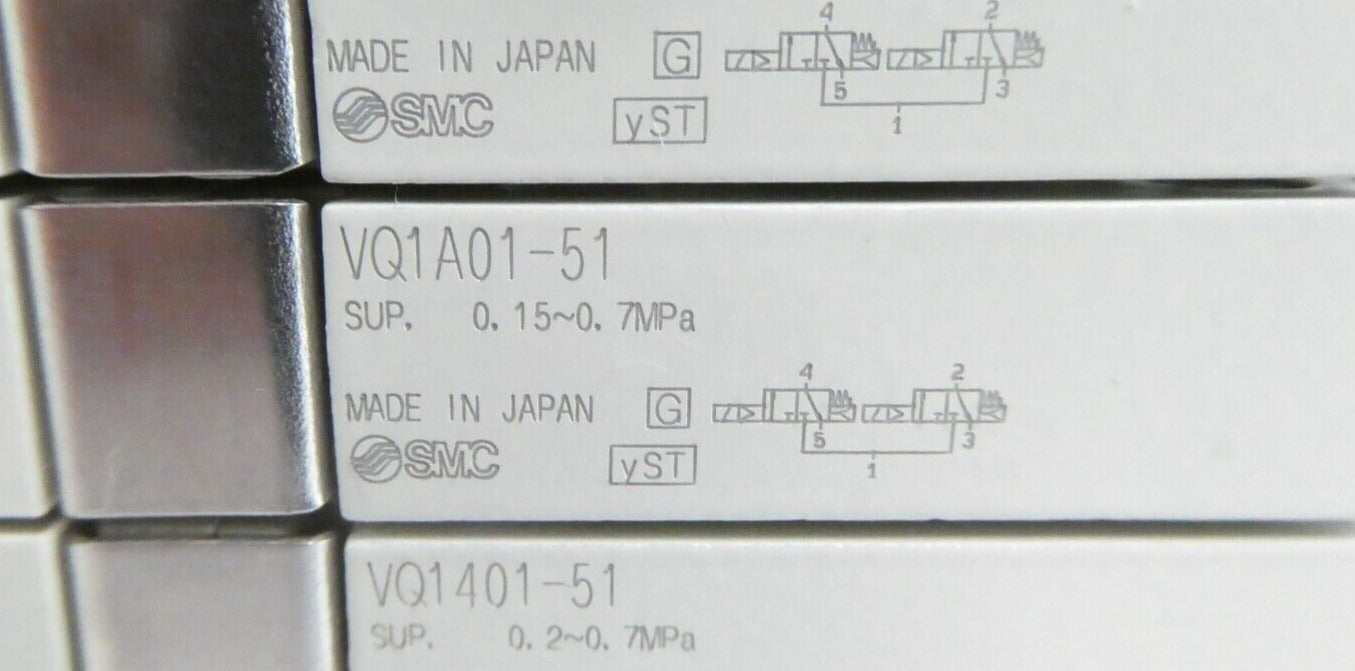 4 2
MADE IN JAPAN G
5 3
SMC yST
1
VQ1A01-51
SUP. 0.15~0.7MPa
4 2
MADE IN JAPAN G
5 3
SMC yST
1
VQ1401-51
SUP. 0.2~0.7MPa